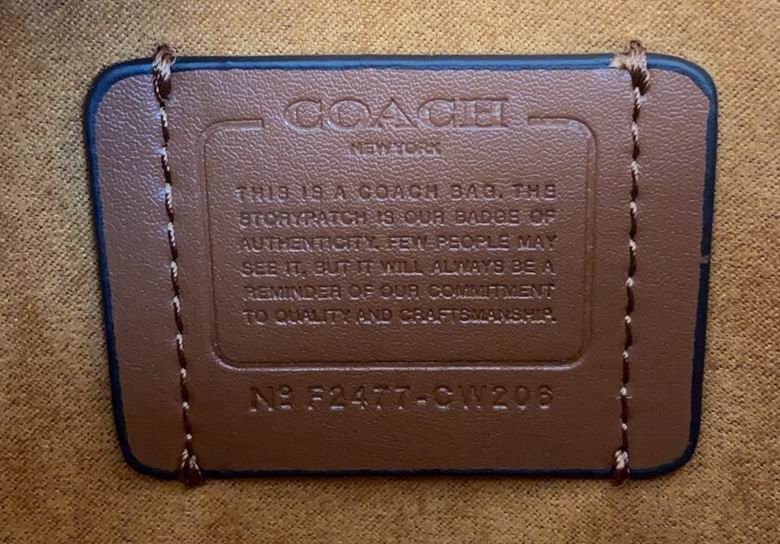 COACH
NEW YORK
THIS IS A COACH BAG. THE
STORYPATCH IS OUR BADGE OF
AUTHENTICITY. FEW PEOPLE MAY
SEE IT, BUT IT WILL ALWAYS BE A
REMINDER OF OUR COMMITMENT
TO QUALITY AND CRAFTSMANSHIP.
Nº F2477-CW206